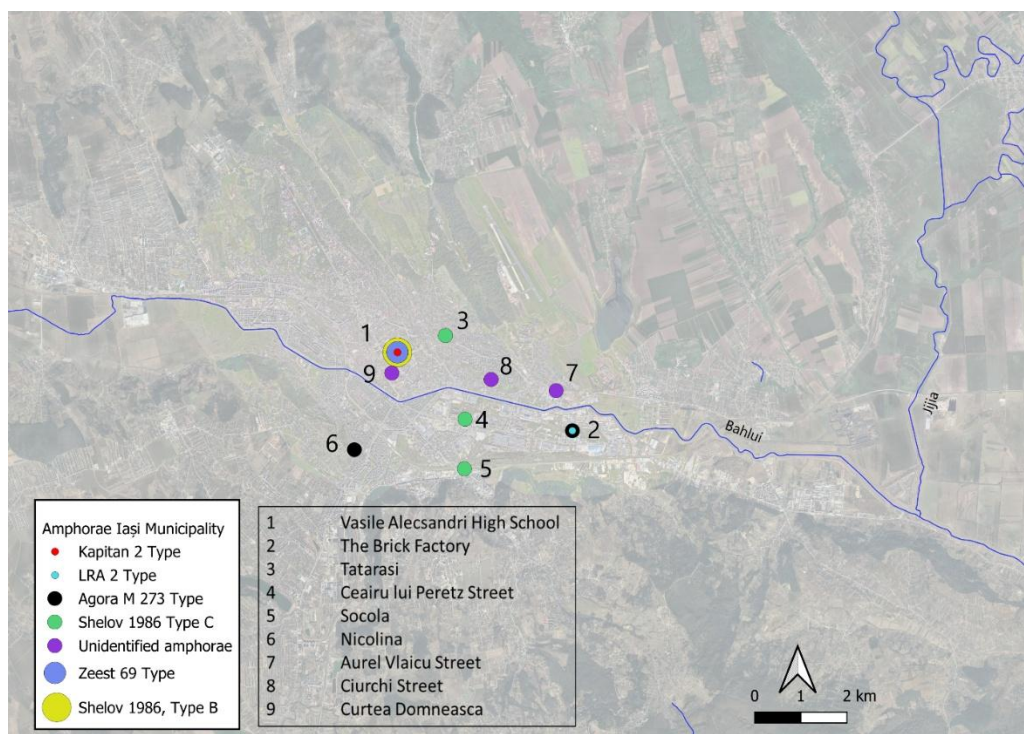 1
3
9
8
7
4
2
6
5
Bahlui
Jijia
Amphorae Iași Municipality
Kapitan 2 Type
LRA 2 Type
Agora M 273 Type
Shelov 1986 Type C
Unidentified amphorae
Zeest 69 Type
Shelov 1986, Type B
1 Vasile Alecsandri High School
2 The Brick Factory
3 Tatarasi
4 Ceairu lui Peretz Street
5 Socola
6 Nicolina
7 Aurel Vlaicu Street
8 Ciurchi Street
9 Curtea Domneasca
0 1 2 km